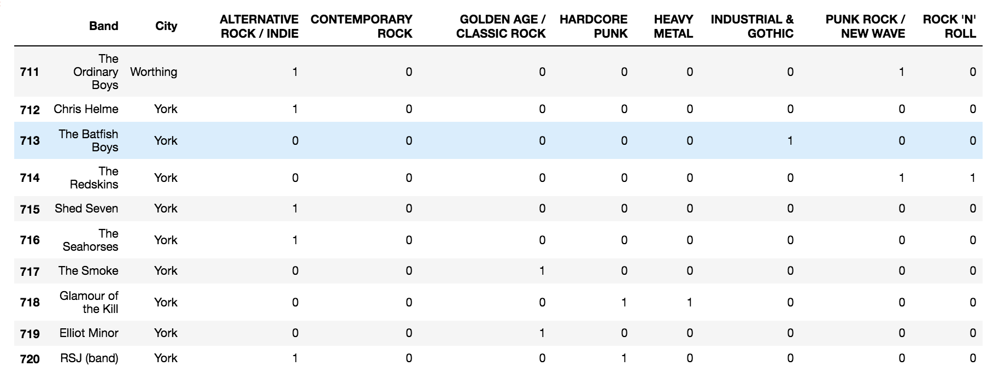 Band City ALTERNATIVE ROCK / INDIE CONTEMPORARY ROCK GOLDEN AGE / CLASSIC ROCK HARDCORE PUNK HEAVY METAL INDUSTRIAL & GOTHIC PUNK ROCK / NEW WAVE ROCK 'N' ROLL
711 The Ordinary Boys Worthing 1 0 0 0 0 0 1 0
712 Chris Helme York 1 0 0 0 0 0 0 0
713 The Batfish Boys York 0 0 0 0 0 1 0 0
714 The Redskins York 0 0 0 0 0 0 1 1
715 Shed Seven York 1 0 0 0 0 0 0 0
716 The Seahorses York 1 0 0 0 0 0 0 0
717 The Smoke York 0 0 1 0 0 0 0 0
718 Glamour of the Kill York 0 0 0 1 1 0 0 0
719 Elliot Minor York 0 0 1 0 0 0 0 0
720 RSJ (band) York 1 0 0 1 0 0 0 0